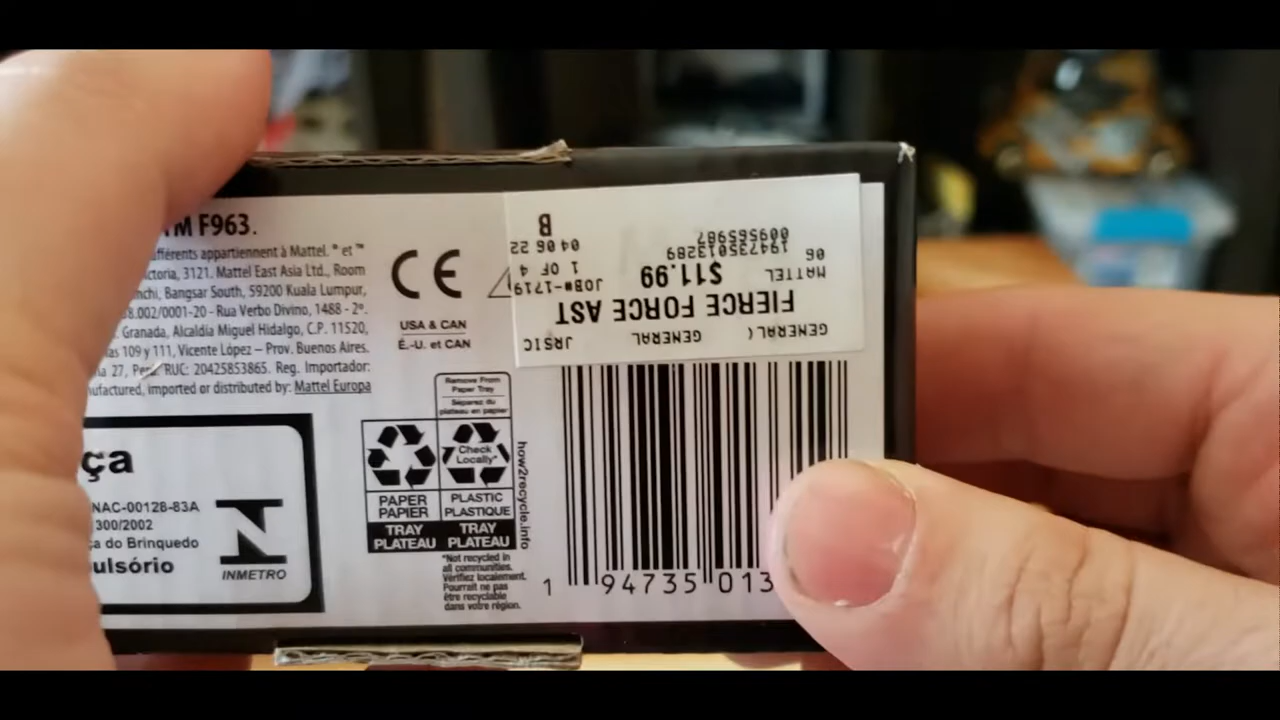 TM F963.
ifférents appartiennent à Mattel. ® et ™
ctoria, 3121. Mattel East Asia Ltd., Room
nchi, Bangsar South, 59200 Kuala Lumpur,
8.002/0001-20 - Rua Verbo Divino, 1488 - 2º.
Granada, Alcaldía Miguel Hidalgo, C.P. 11520,
as 109 y 111, Vicente López – Prov. Buenos Aires.
a 27, Perú. RUC: 20425853865. Reg. Importador:
nufactured, imported or distributed by: Mattel Europa
CE
USA & CAN
É.-U. et CAN
GENERAL( GENERAL JRSIC
FIERCE FORCE AST
MATTEL $11.99 JOB#-1719
06 194735013289 1 OF 4
009565987 04 06 22
B
ça
NAC-00128-83A
300/2002
ça do Brinquedo
ulsório
INMETRO
Remove From
Paper Tray
Séparez du
plateau en papier
Check
Locally*
PAPER
PAPIER
PLASTIC
PLASTIQUE
TRAY
PLATEAU
TRAY
PLATEAU
how2recycle.info
*Not recycled in
all communities.
Vérifiez localement.
Pourrait ne pas
être recyclable
dans votre région.
1 94735 013